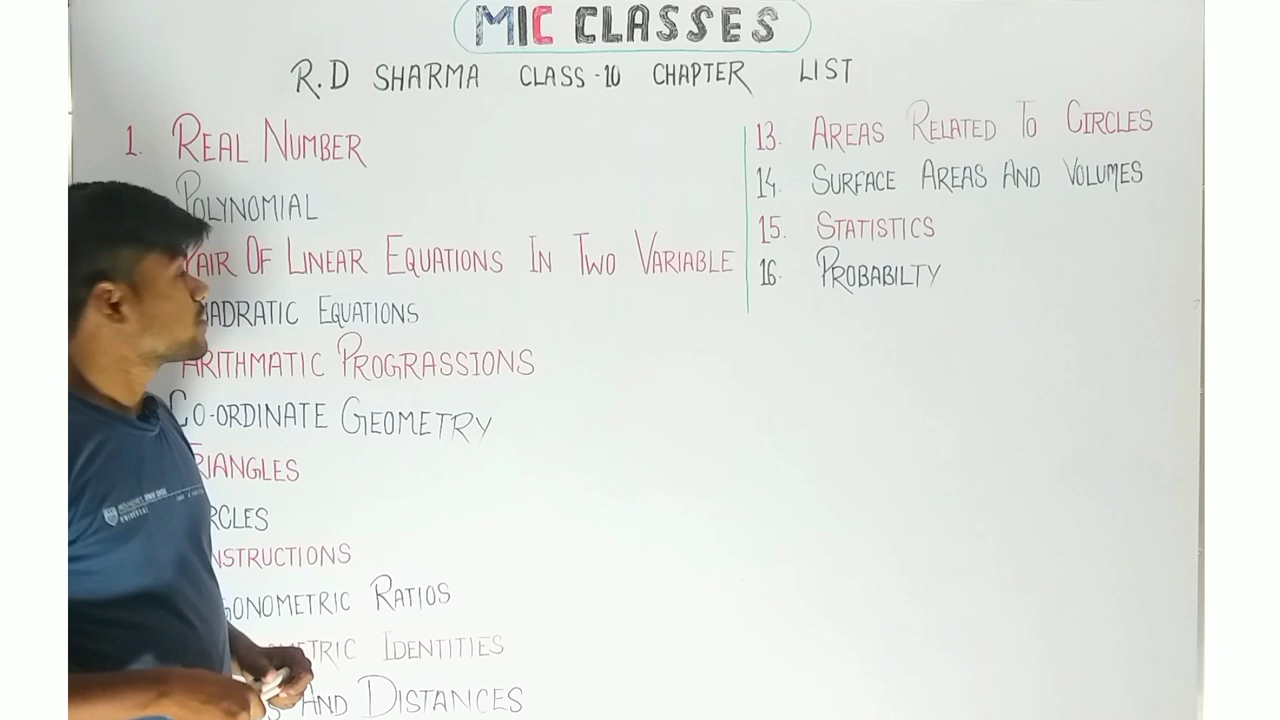 MIC CLASSES
R.D SHARMA CLASS-10 CHAPTER LIST
1. REAL NUMBER
POLYNOMIAL
PAIR OF LINEAR EQUATIONS IN TWO VARIABLE
ADRATIC EQUATIONS
ARITHMATIC PROGRASSIONS
CO-ORDINATE GEOMETRY
RIANGLES
RCLES
NSTRUCTIONS
GONOMETRIC RATIOS
METRIC IDENTITIES
S AND DISTANCES
13. AREAS RELATED TO CIRCLES
14. SURFACE AREAS AND VOLUMES
15. STATISTICS
16. PROBABILTY